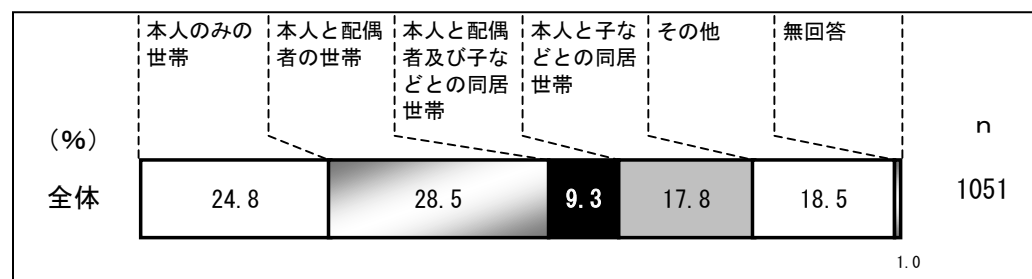 本人のみの
世帯
本人と配偶
者の世帯
本人と配偶
者及び子な
どとの同居
世帯
本人と子な
どとの同居
世帯
その他
無回答
(%)
n
全体
24.8
28.5
9.3
17.8
18.5
1051
1.0